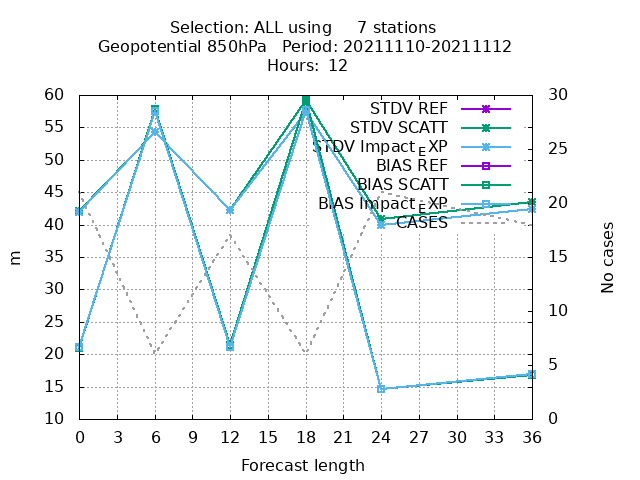 Selection: ALL using 7 stations
Geopotential 850hPa Period: 20211110-20211112
Hours: 12
60
55
50
45
40
35
30
25
20
15
10
m
30
25
20
15
10
5
0
No cases
STDV REF
STDV SCATT
STDV Impact_EXP
BIAS REF
BIAS SCATT
BIAS Impact_EXP
CASES
0 3 6 9 12 15 18 21 24 27 30 33 36
Forecast length